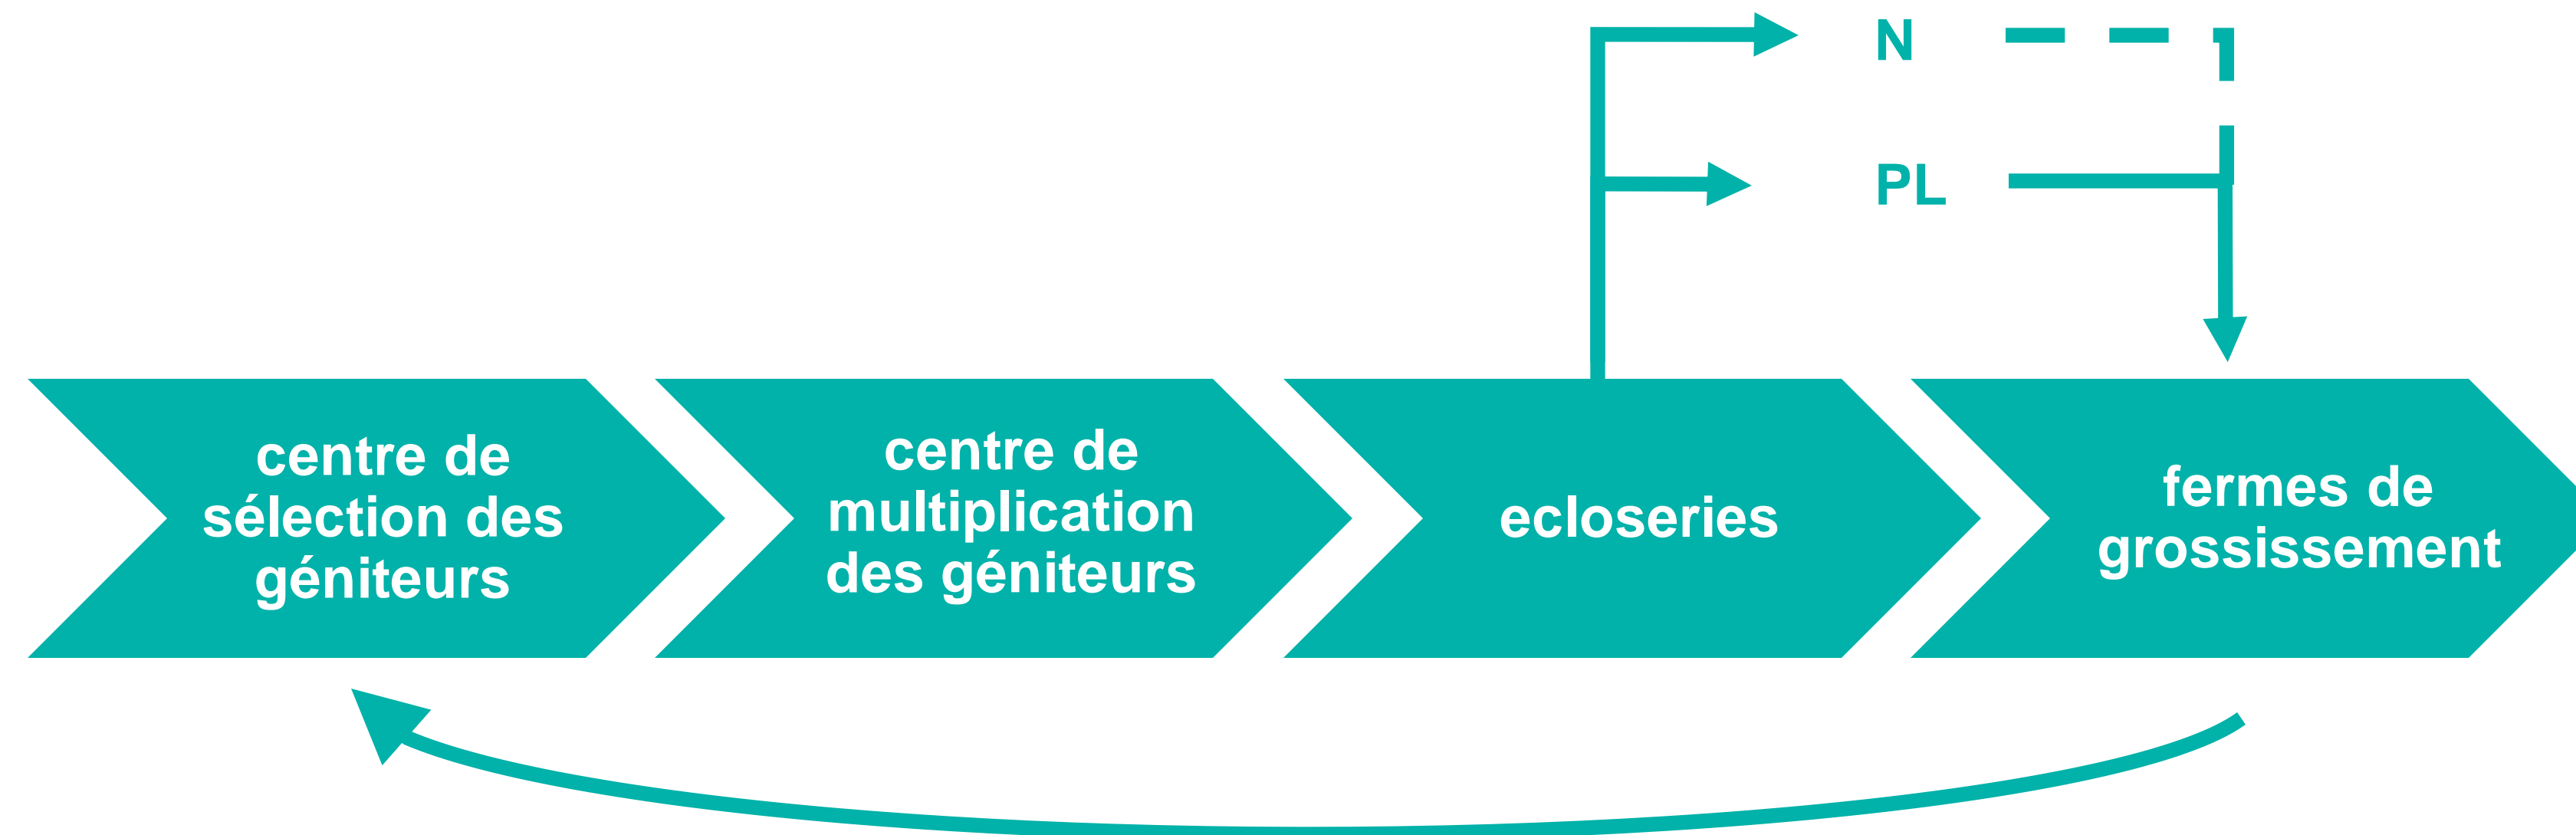 N
PL
centre de
sélection des
géniteurs
centre de
multiplication
des géniteurs
ecloseries
fermes de
grossissement